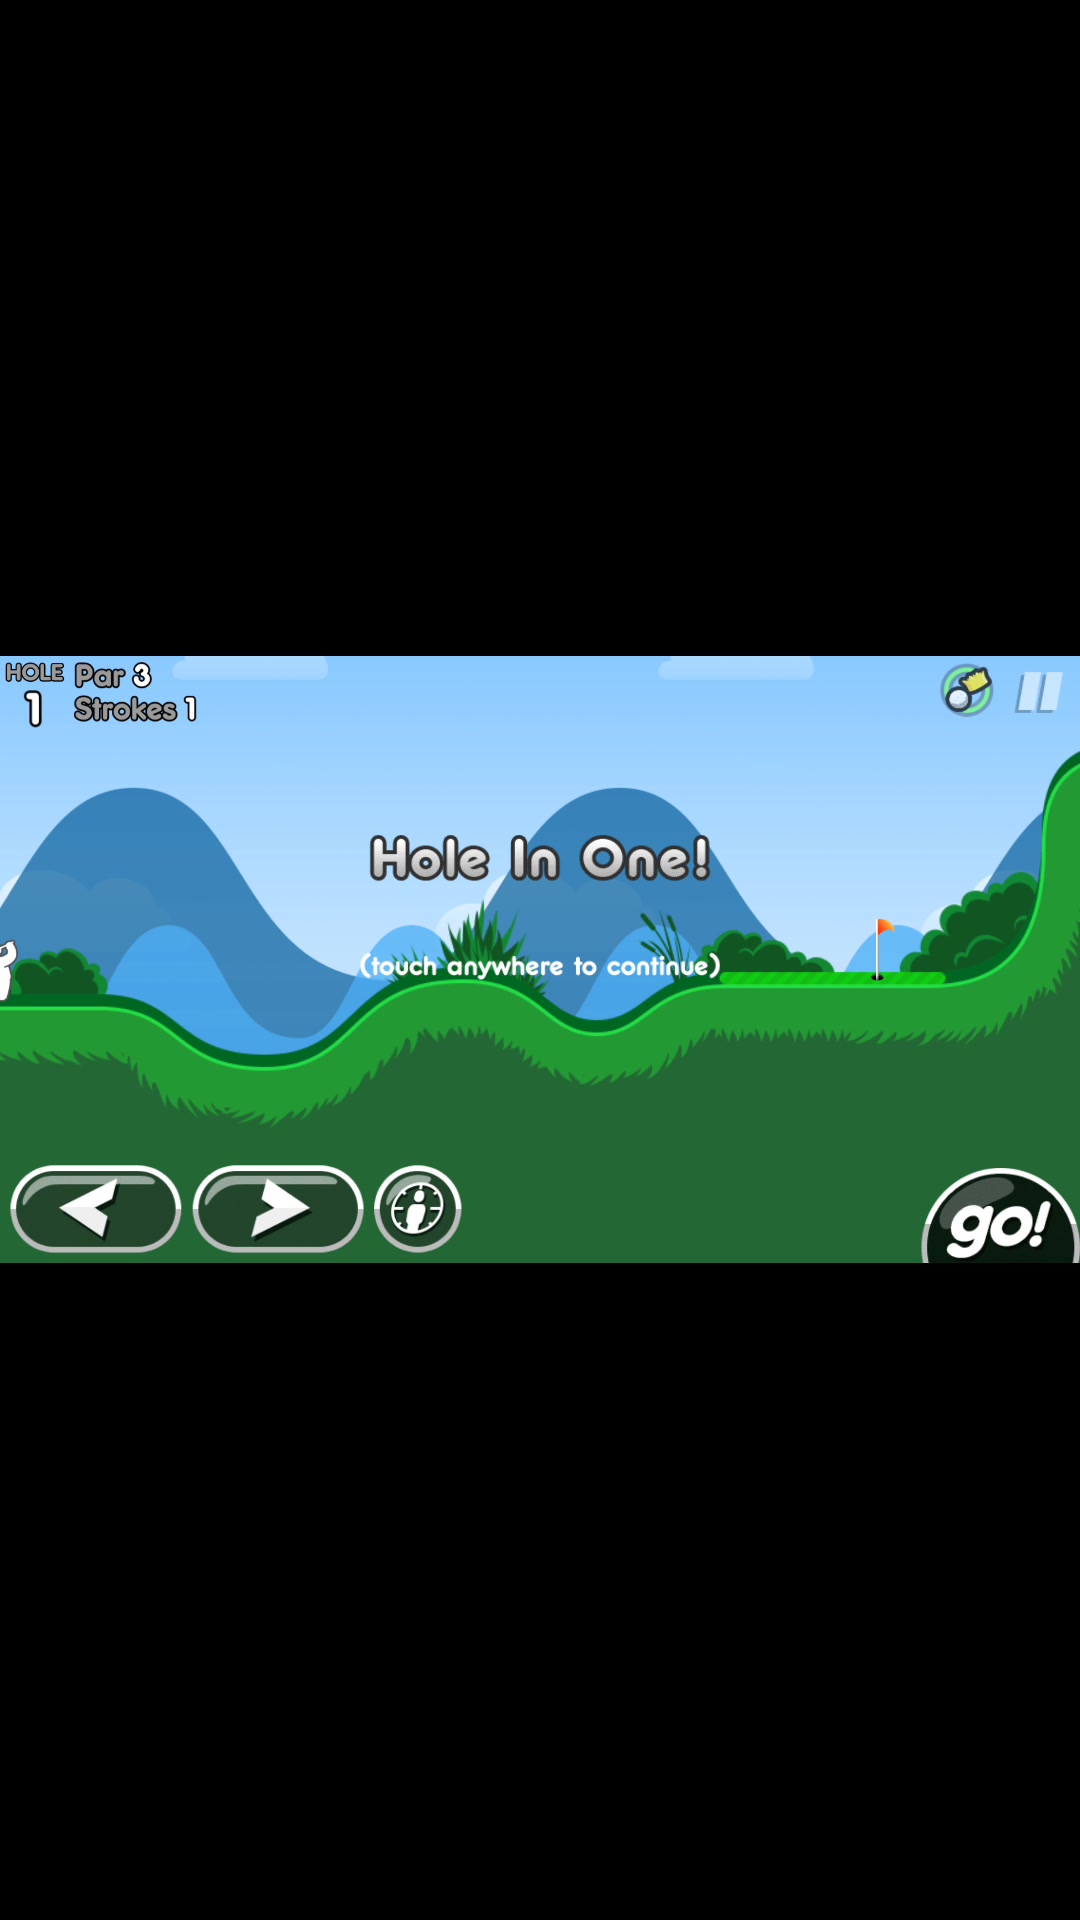 HOLE
1
Par 3
Strokes 1
Hole In One!
(touch anywhere to continue)
go!